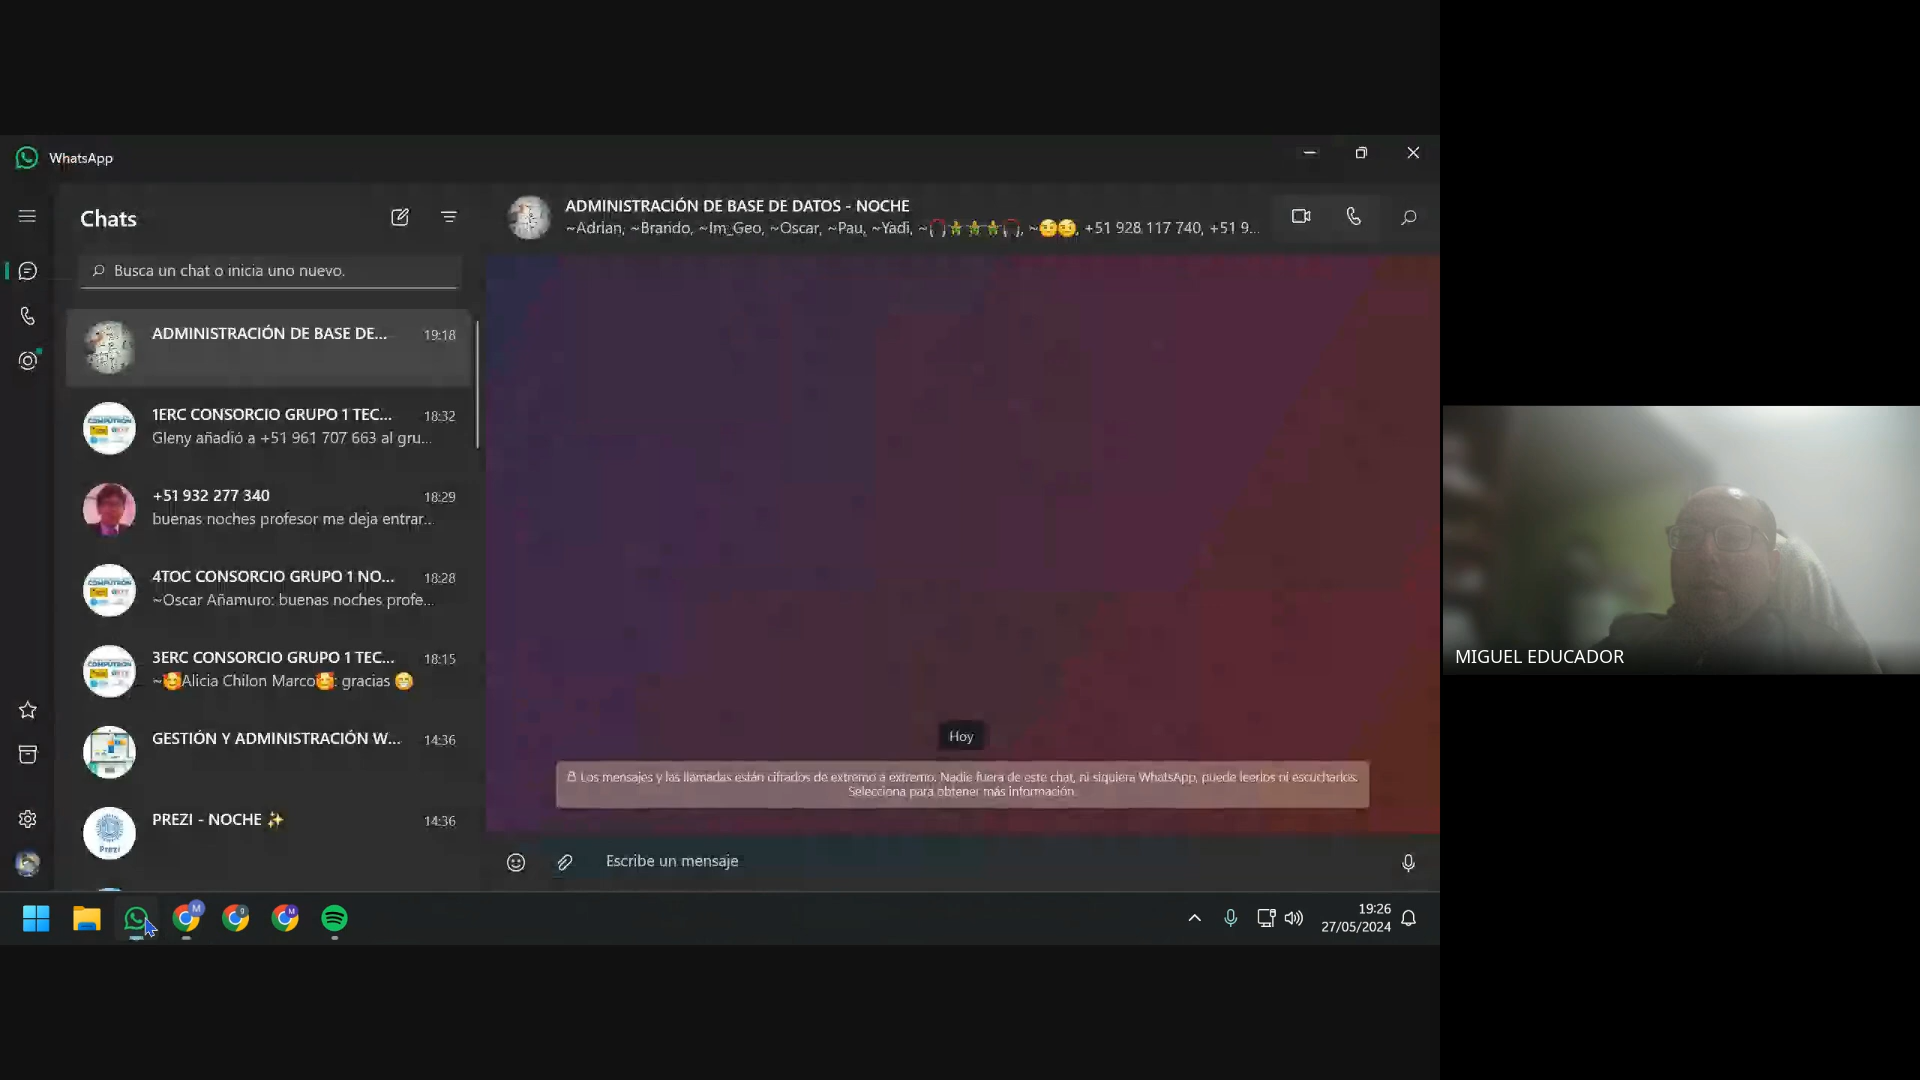 WhatsApp
Chats
Busca un chat o inicia uno nuevo.
ADMINISTRACIÓN DE BASE DE... 19:18
1ERC CONSORCIO GRUPO 1 TEC... 18:32
Gleny añadió a +51 961 707 663 al gru...
+51 932 277 340 18:29
buenas noches profesor me deja entrar...
4TOC CONSORCIO GRUPO 1 NO... 18:28
~Oscar Añamuro: buenas noches profe...
3ERC CONSORCIO GRUPO 1 TEC... 18:15
~🥰Alicia Chilon Marco🥰: gracias 😁
GESTIÓN Y ADMINISTRACIÓN W... 14:36
PREZI - NOCHE ✨ 14:36
ADMINISTRACIÓN DE BASE DE DATOS - NOCHE
~Adrian, ~Brando, ~Im_Geo, ~Oscar, ~Pau, ~Yadi, ~ +51 928 117 740, +51 9...
Hoy
Los mensajes y las llamadas están cifrados de extremo a extremo. Nadie fuera de este chat, ni siquiera WhatsApp, puede leerlos ni escucharlos.
Selecciona para obtener más información.
Escribe un mensaje
19:26
27/05/2024
MIGUEL EDUCADOR